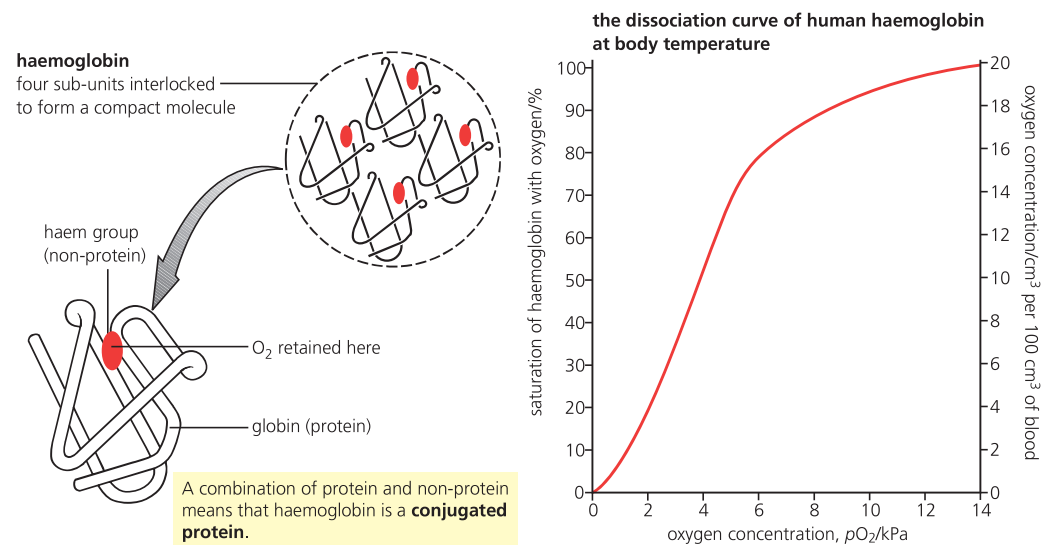 haemoglobin
four sub-units interlocked
to form a compact molecule
haem group
(non-protein)
O₂ retained here
globin (protein)
A combination of protein and non-protein
means that haemoglobin is a conjugated
protein.
the dissociation curve of human haemoglobin
at body temperature
saturation of haemoglobin with oxygen/%
100
90
80
70
60
50
40
30
20
10
0
0 2 4 6 8 10 12 14
oxygen concentration, pO₂/kPa
20
18
16
14
12
10
8
6
4
2
0
oxygen concentration/cm³ per 100 cm³ of blood